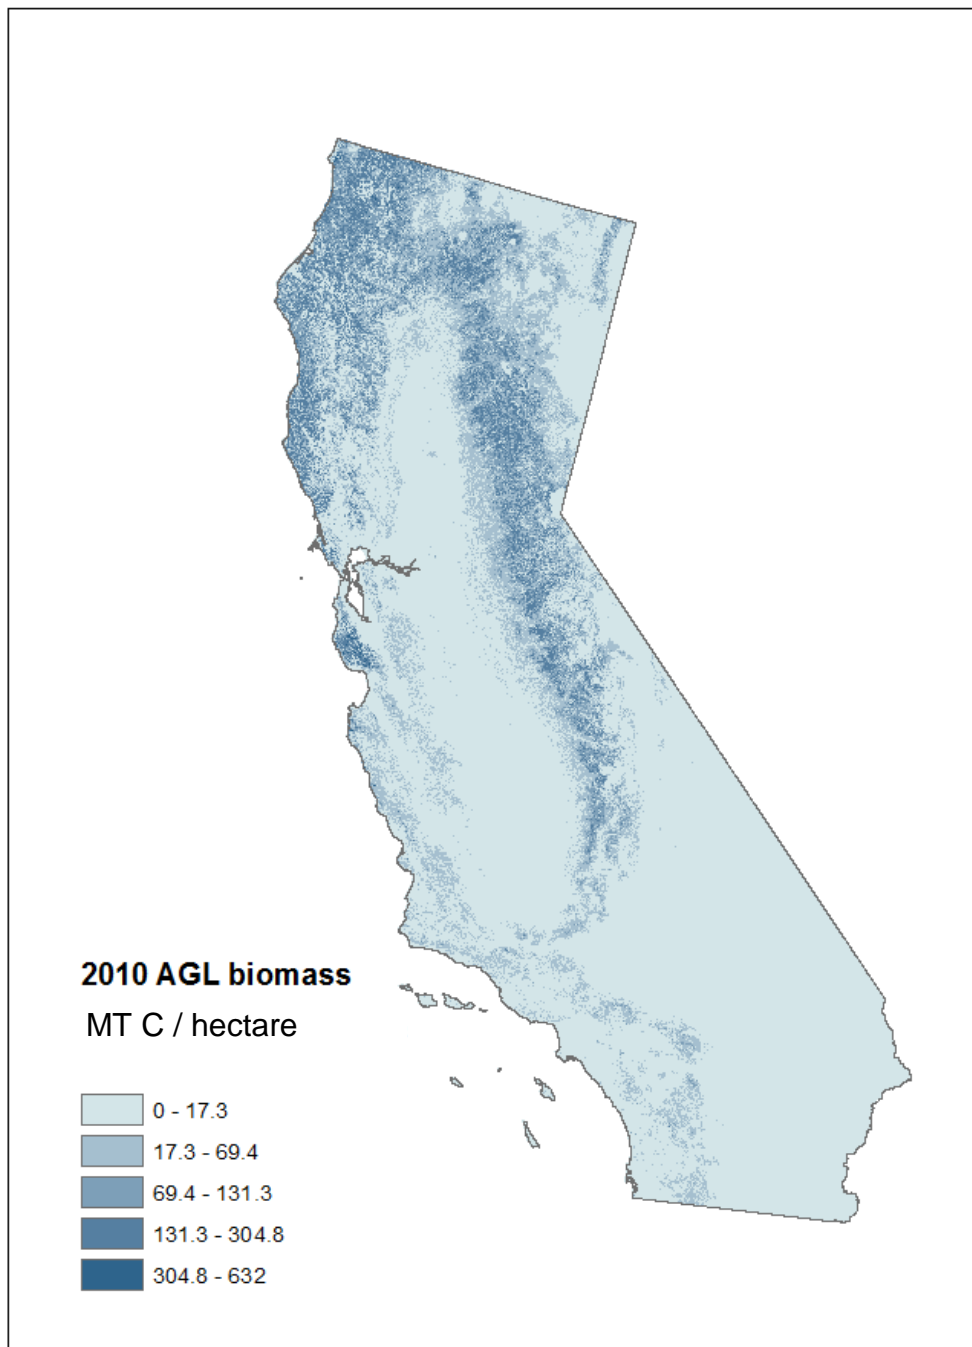 2010 AGL biomass
MT C / hectare
0 - 17.3
17.3 - 69.4
69.4 - 131.3
131.3 - 304.8
304.8 - 632